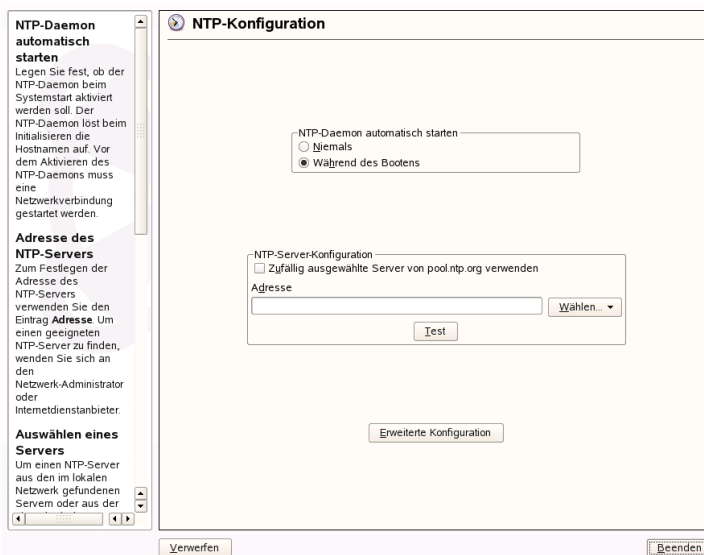 NTP-Daemon
automatisch
starten
Legen Sie fest, ob der
NTP-Daemon beim
Systemstart aktiviert
werden soll. Der
NTP-Daemon löst beim
Initialisieren die
Hostnamen auf. Vor
dem Aktivieren des
NTP-Daemons muss
eine
Netzwerkverbindung
gestartet werden.
Adresse des
NTP-Servers
Zum Festlegen der
Adresse des
NTP-Servers
verwenden Sie den
Eintrag Adresse. Um
einen geeigneten
NTP-Server zu finden,
wenden Sie sich an
den
Netzwerk-Administrator
oder
Internetdienstanbieter.
Auswählen eines
Servers
Um einen NTP-Server
aus den im lokalen
Netzwerk gefundenen
Servern oder aus der
NTP-Konfiguration
NTP-Daemon automatisch starten
Niemals
Während des Bootens
NTP-Server-Konfiguration
Zufällig ausgewählte Server von pool.ntp.org verwenden
Adresse
Wählen...
Test
Erweiterte Konfiguration
Verwerfen
Beenden